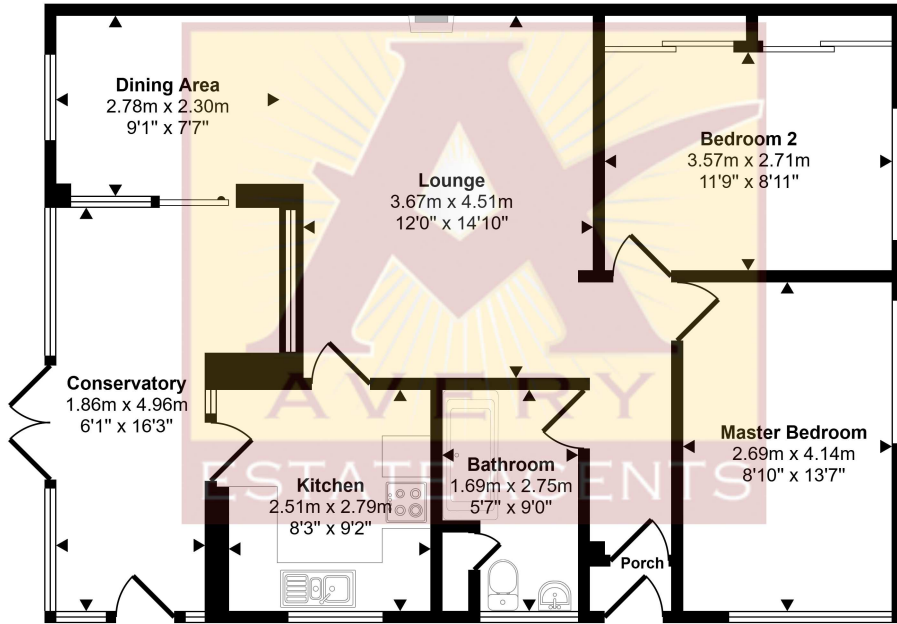 Dining Area
2.78m x 2.30m
9'1" x 7'7"
Lounge
3.67m x 4.51m
12'0" x 14'10"
Bedroom 2
3.57m x 2.71m
11'9" x 8'11"
Conservatory
1.86m x 4.96m
6'1" x 16'3"
Kitchen
2.51m x 2.79m
8'3" x 9'2"
Bathroom
1.69m x 2.75m
5'7" x 9'0"
Master Bedroom
2.69m x 4.14m
8'10" x 13'7"
Porch
AVERY
ESTATE AGENTS